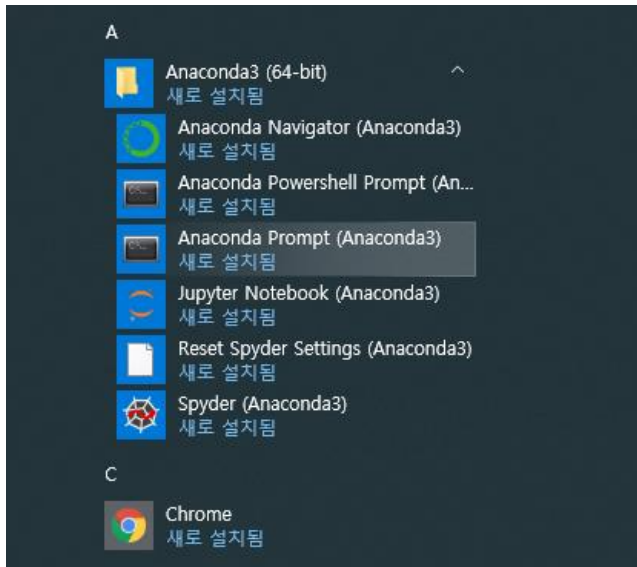 A
Anaconda3 (64-bit)
새로 설치됨
Anaconda Navigator (Anaconda3)
새로 설치됨
Anaconda Powershell Prompt (An...
새로 설치됨
Anaconda Prompt (Anaconda3)
새로 설치됨
Jupyter Notebook (Anaconda3)
새로 설치됨
Reset Spyder Settings (Anaconda3)
새로 설치됨
Spyder (Anaconda3)
새로 설치됨
C
Chrome
새로 설치됨